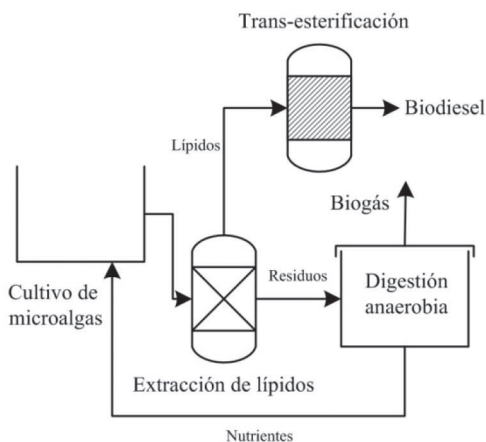 Trans-esterificación
Biodiesel
Lípidos
Biogás
Cultivo de
microalgas
Residuos
Digestión
anaerobia
Extracción de lípidos
Nutrientes